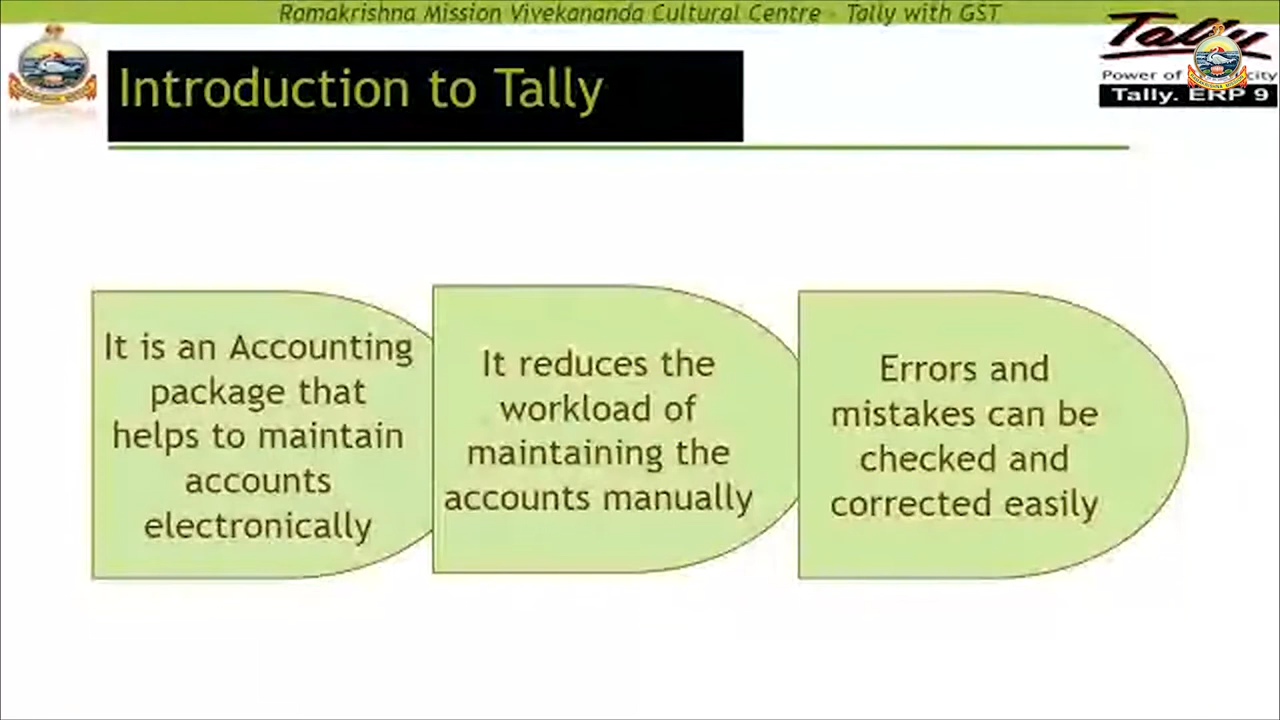 Ramakrishna Mission Vivekananda Cultural Centre - Tally with GST
Tally
Power of
city
Tally. ERP 9
Introduction to Tally
It is an Accounting
package that
helps to maintain
accounts
electronically
It reduces the
workload of
maintaining the
accounts manually
Errors and
mistakes can be
checked and
corrected easily